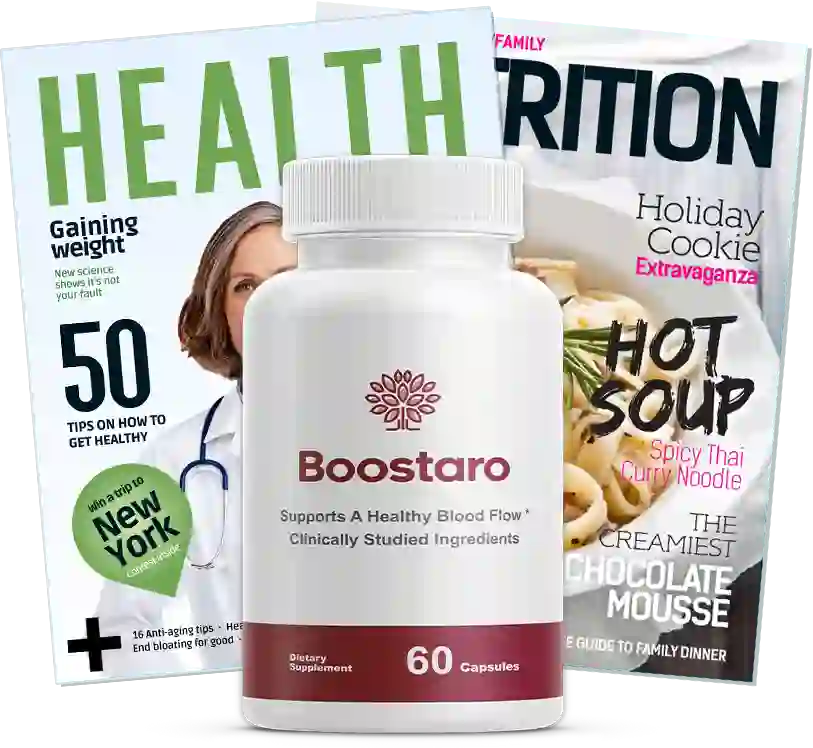 HEALTH
Gaining
weight
New science
shows it's not
your fault
50
TIPS ON HOW TO
GET HEALTHY
Win a trip to
New
York
contest inside
16 Anti-aging tips ·
End bloating for good ·
FAMILY
Holiday
Cookie
Extravaganza
HOT
SOUP
Spicy Thai
Curry Noodle
THE
CREAMIEST
CHOCOLATE
MOUSSE
GUIDE TO FAMILY DINNER
Boostaro
Supports A Healthy Blood Flow*
Clinically Studied Ingredients
Dietary
Supplement
60 Capsules